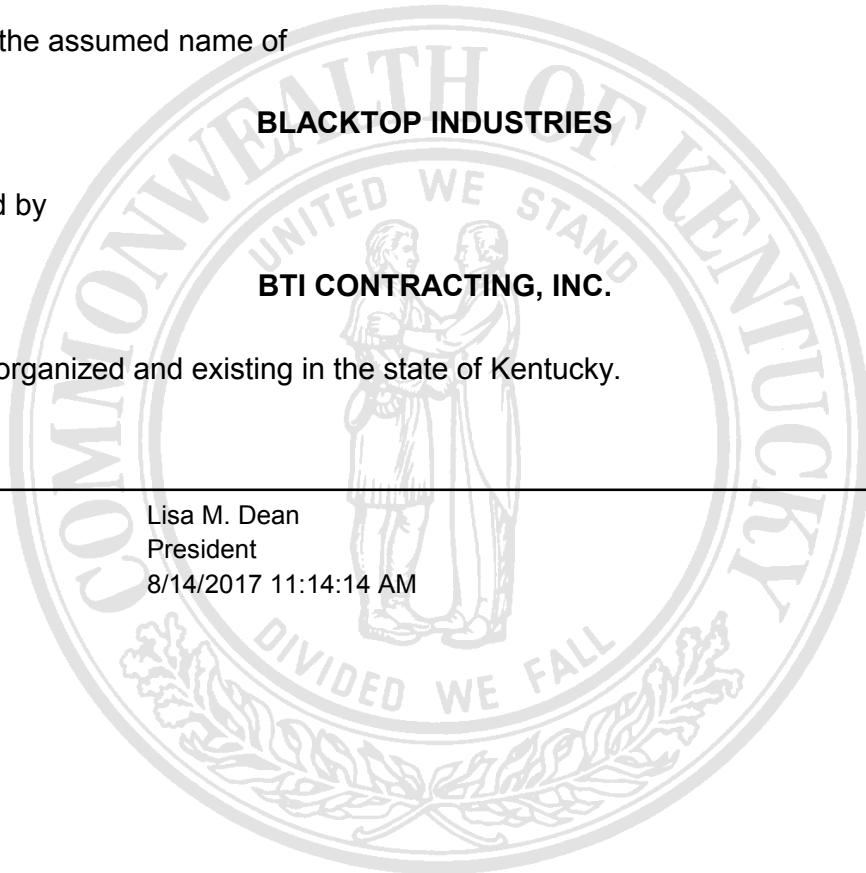 the assumed name of
BLACKTOP INDUSTRIES
d by
BTI CONTRACTING, INC.
organized and existing in the state of Kentucky.
Lisa M. Dean
President
8/14/2017 11:14:14 AM
COMMONWEALTH OF KENTUCKY
UNITED WE STAND
DIVIDED WE FALL